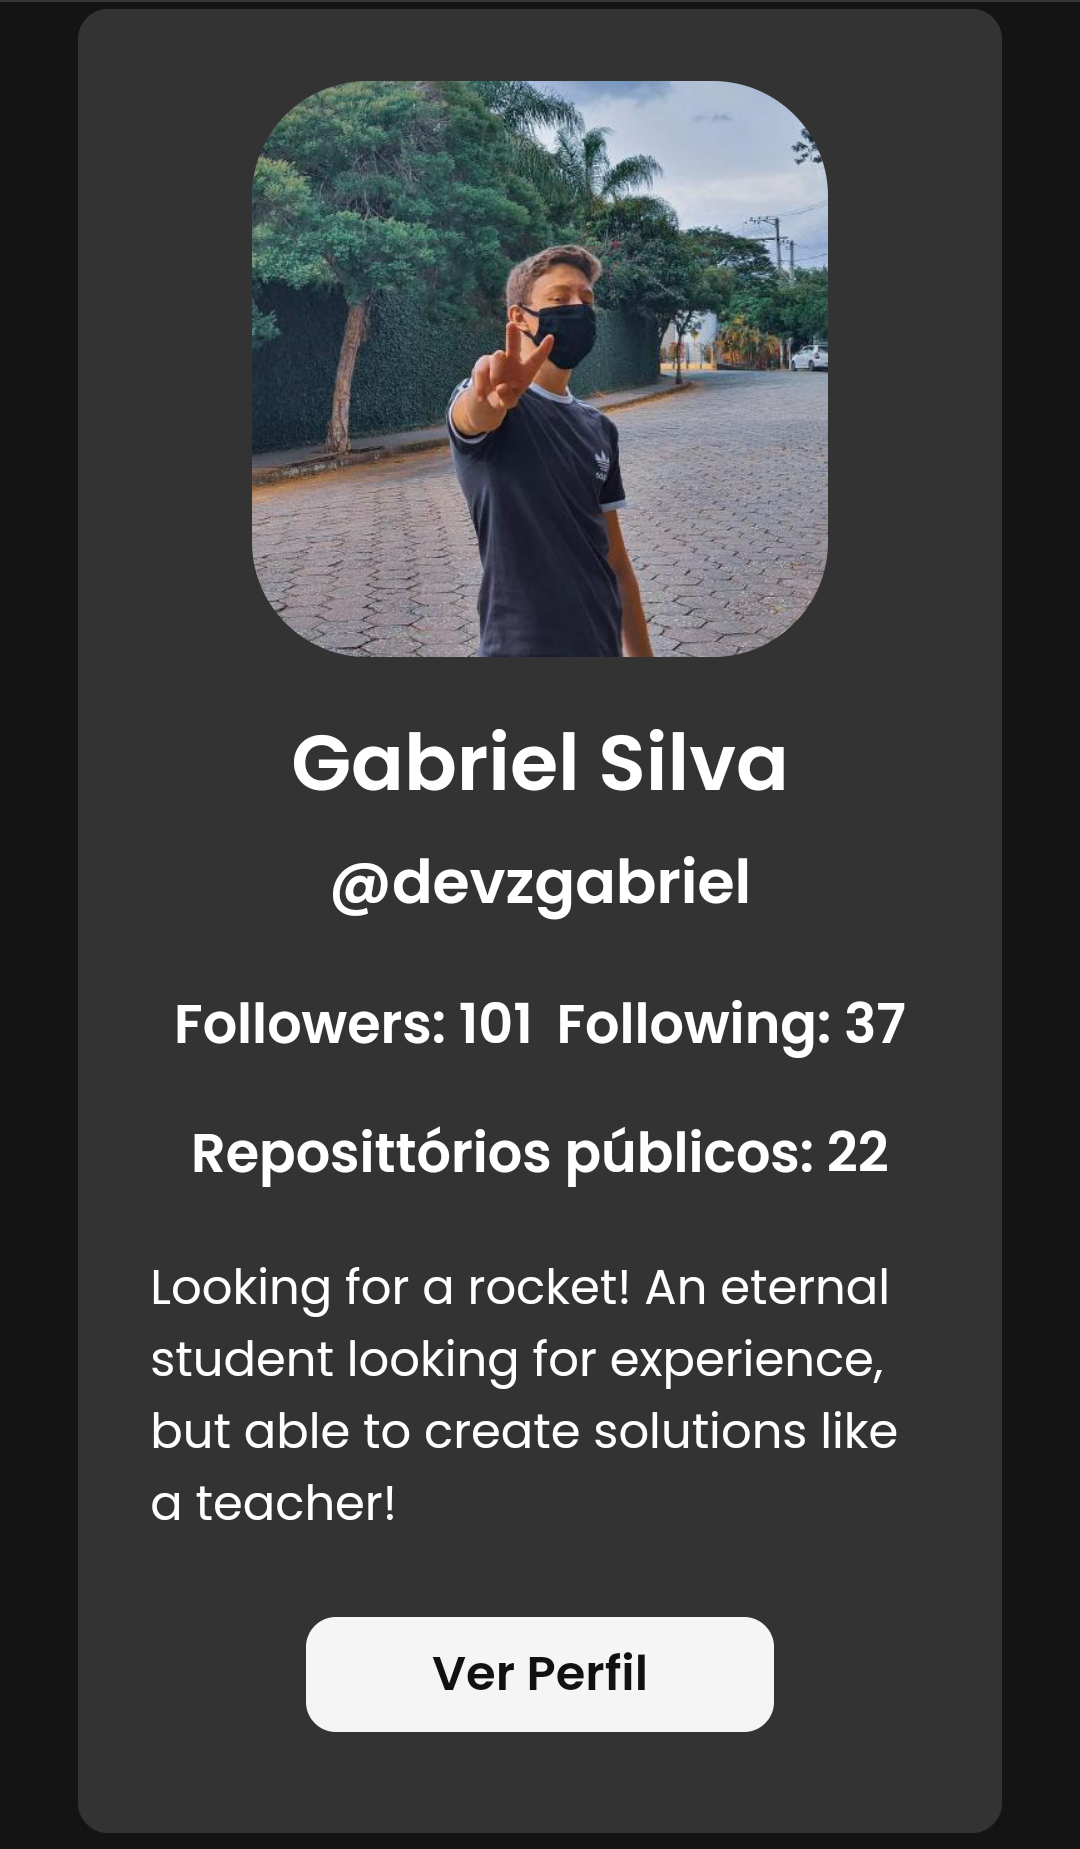 Gabriel Silva
@devzgabriel
Followers: 101 Following: 37
Reposittórios públicos: 22
Looking for a rocket! An eternal
student looking for experience,
but able to create solutions like
a teacher!
Ver Perfil